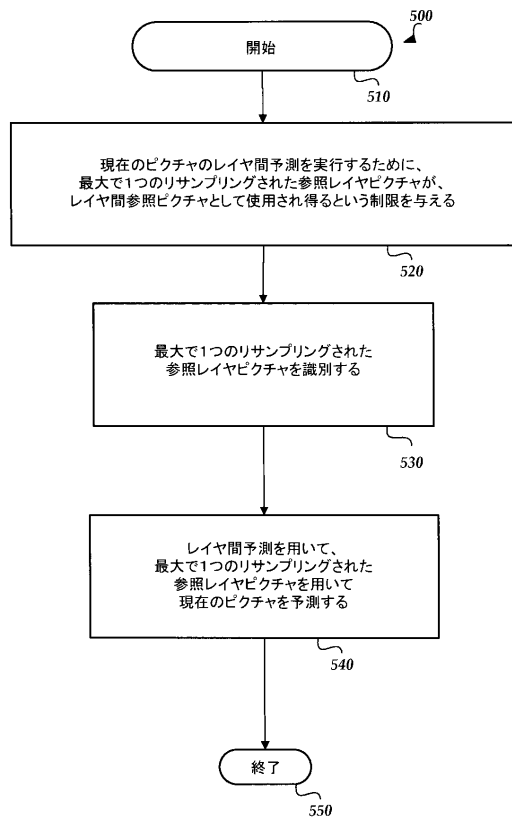 500
開始
510
現在のピクチャのレイヤ間予測を実行するために、
最大で1つのリサンプリングされた参照レイヤピクチャが、
レイヤ間参照ピクチャとして使用され得るという制限を与える
520
最大で1つのリサンプリングされた
参照レイヤピクチャを識別する
530
レイヤ間予測を用いて、
最大で1つのリサンプリングされた
参照レイヤピクチャを用いて
現在のピクチャを予測する
540
終了
550